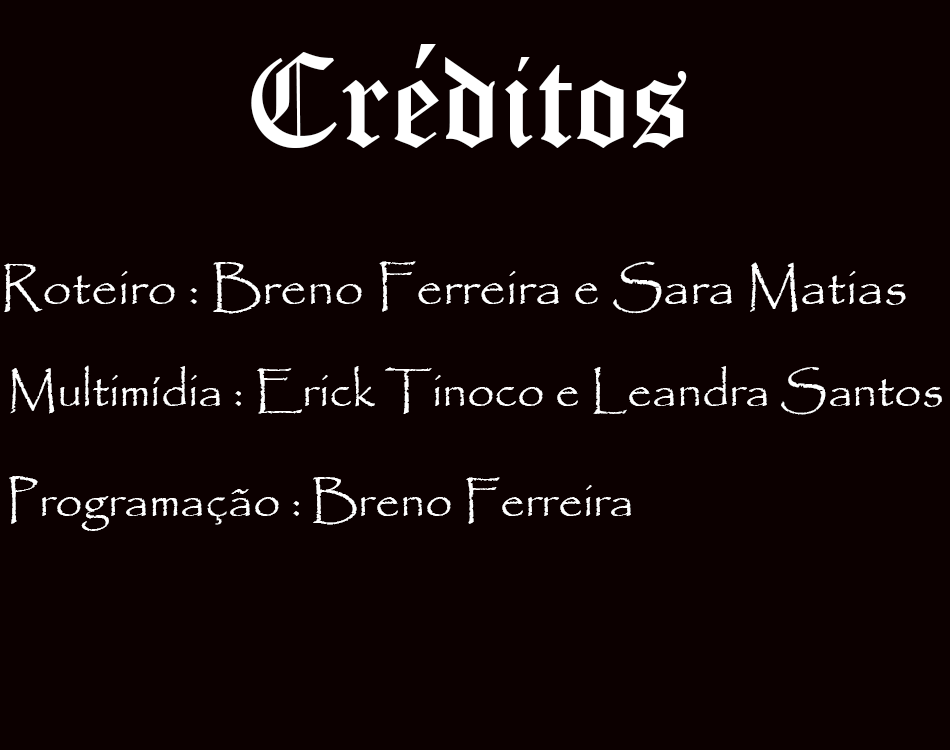 Créditos
Roteiro : Breno Ferreira e Sara Matias
Multimídia : Erick Tinoco e Leandra Santos
Programação : Breno Ferreira